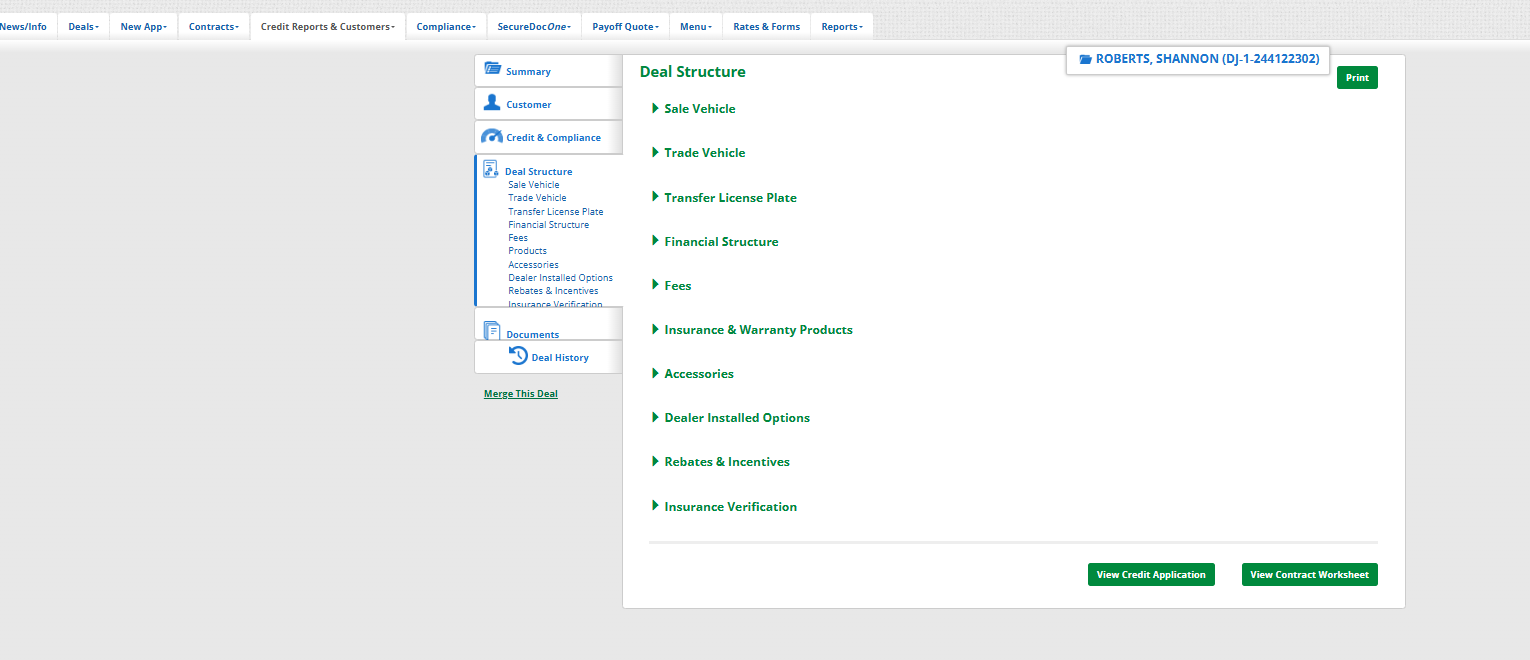 News/Info Deals New App Contracts Credit Reports & Customers Compliance SecureDocOne Payoff Quote Menu Rates & Forms Reports
ROBERTS, SHANNON (DJ-1-244122302)
Print
Summary
Customer
Credit & Compliance
Deal Structure
Sale Vehicle
Trade Vehicle
Transfer License Plate
Financial Structure
Fees
Products
Accessories
Dealer Installed Options
Rebates & Incentives
Insurance Verification
Documents
Deal History
Merge This Deal
Deal Structure
Sale Vehicle
Trade Vehicle
Transfer License Plate
Financial Structure
Fees
Insurance & Warranty Products
Accessories
Dealer Installed Options
Rebates & Incentives
Insurance Verification
View Credit Application View Contract Worksheet